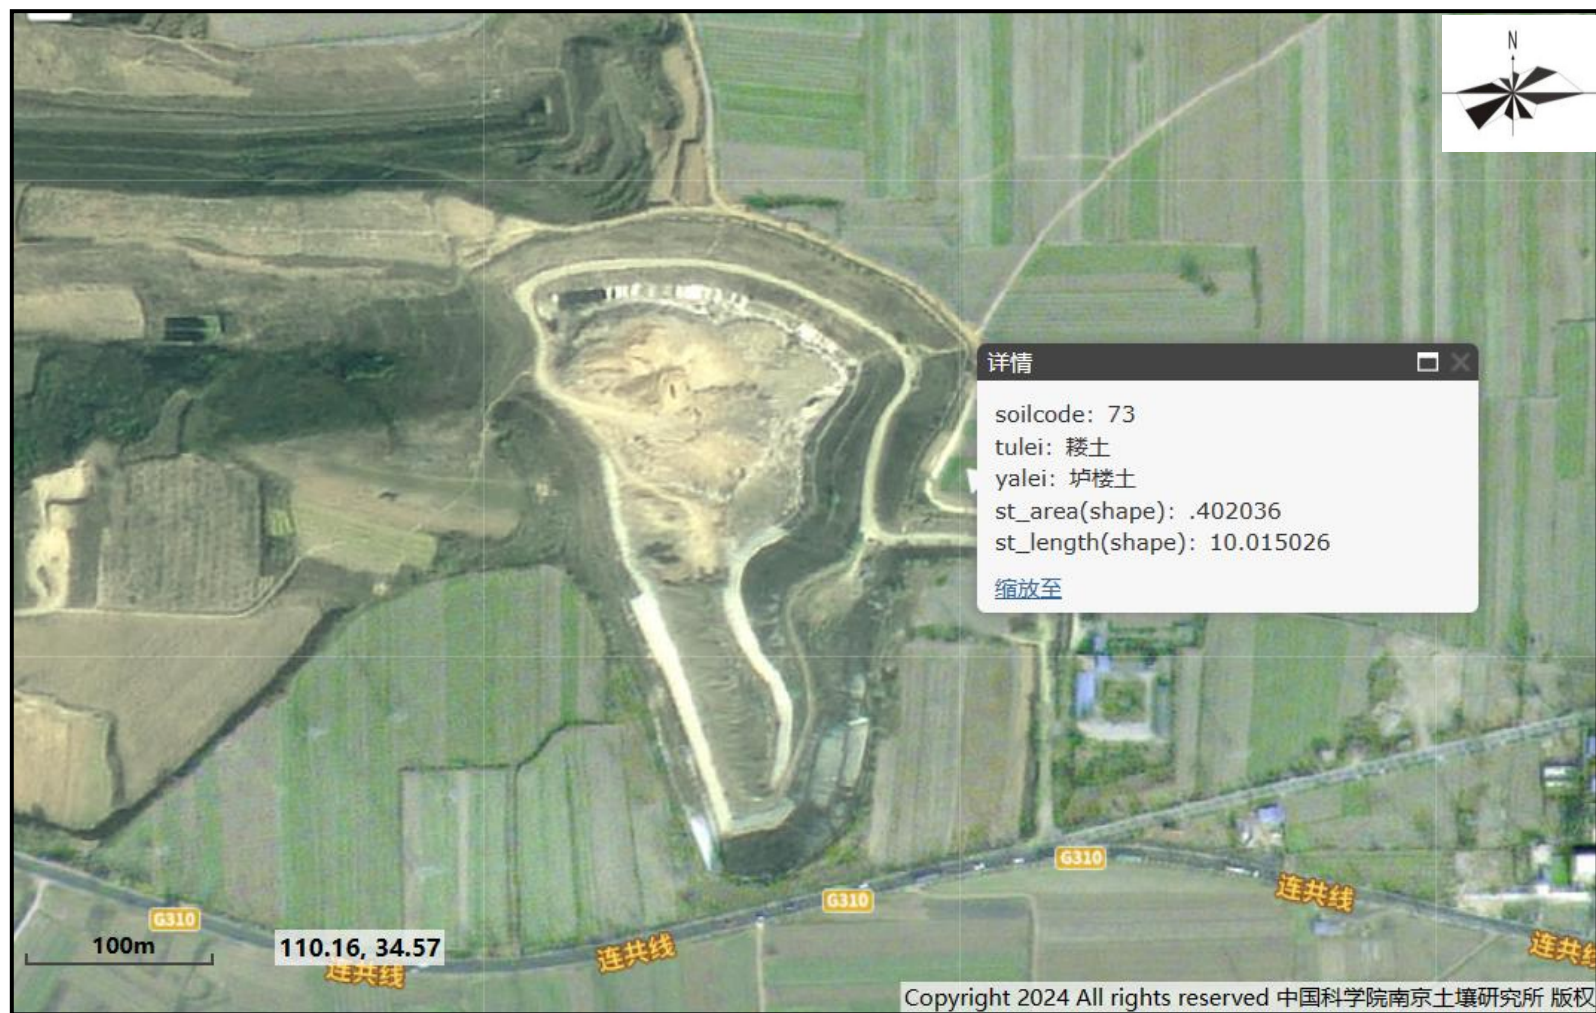 N
详情
soilcode: 73
tulei: 耧土
yalei: 垆楼土
st_area(shape): .402036
st_length(shape): 10.015026
缩放至
G310
G310
连共线
G310
连共线
连共线
100m
110.16, 34.57
连共线
Copyright 2024 All rights reserved 中国科学院南京土壤研究所 版权